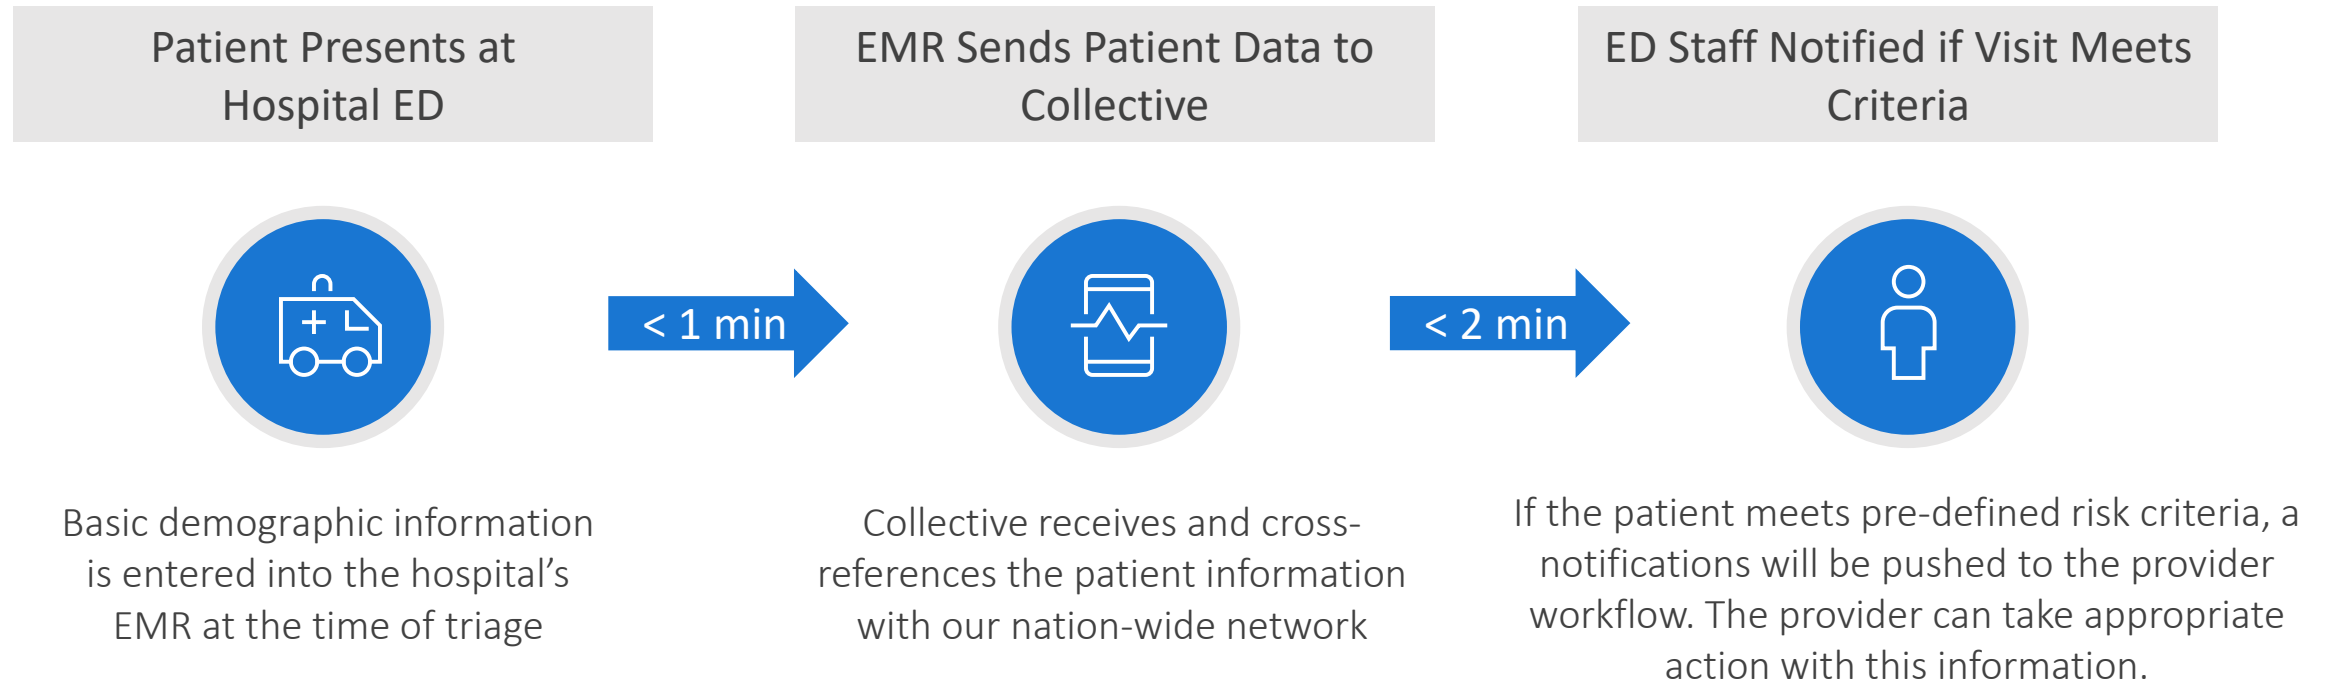 Patient Presents at
Hospital ED
EMR Sends Patient Data to
Collective
ED Staff Notified if Visit Meets
Criteria
< 1 min
< 2 min
Basic demographic information
is entered into the hospital’s
EMR at the time of triage
Collective receives and cross-
references the patient information
with our nation-wide network
If the patient meets pre-defined risk criteria, a
notifications will be pushed to the provider
workflow. The provider can take appropriate
action with this information.